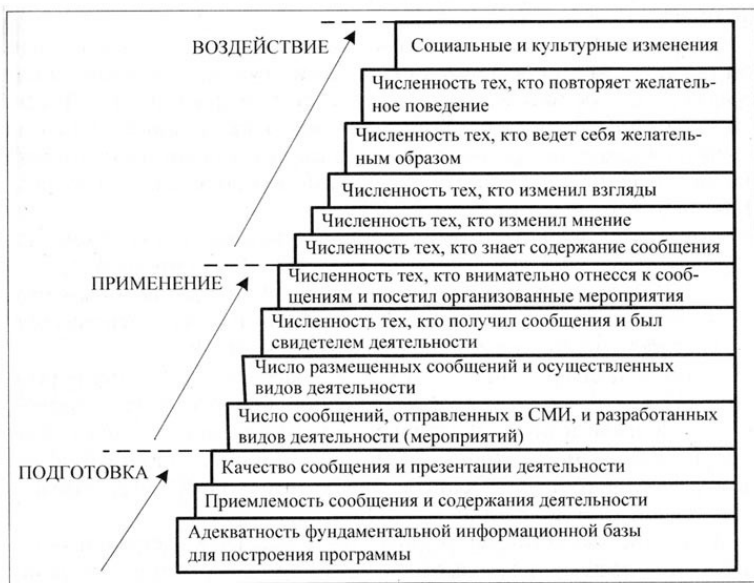 ВОЗДЕЙСТВИЕ
Социальные и культурные изменения
Численность тех, кто повторяет желатель-
ное поведение
Численность тех, кто ведет себя желатель-
ным образом
Численность тех, кто изменил взгляды
Численность тех, кто изменил мнение
Численность тех, кто знает содержание сообщения
ПРИМЕНЕНИЕ
Численность тех, кто внимательно отнесся к сооб-
щениям и посетил организованные мероприятия
Численность тех, кто получил сообщения и был
свидетелем деятельности
Число размещенных сообщений и осуществленных
видов деятельности
Число сообщений, отправленных в СМИ, и разработанных
видов деятельности (мероприятий)
ПОДГОТОВКА
Качество сообщения и презентации деятельности
Приемлемость сообщения и содержания деятельности
Адекватность фундаментальной информационной базы
для построения программы